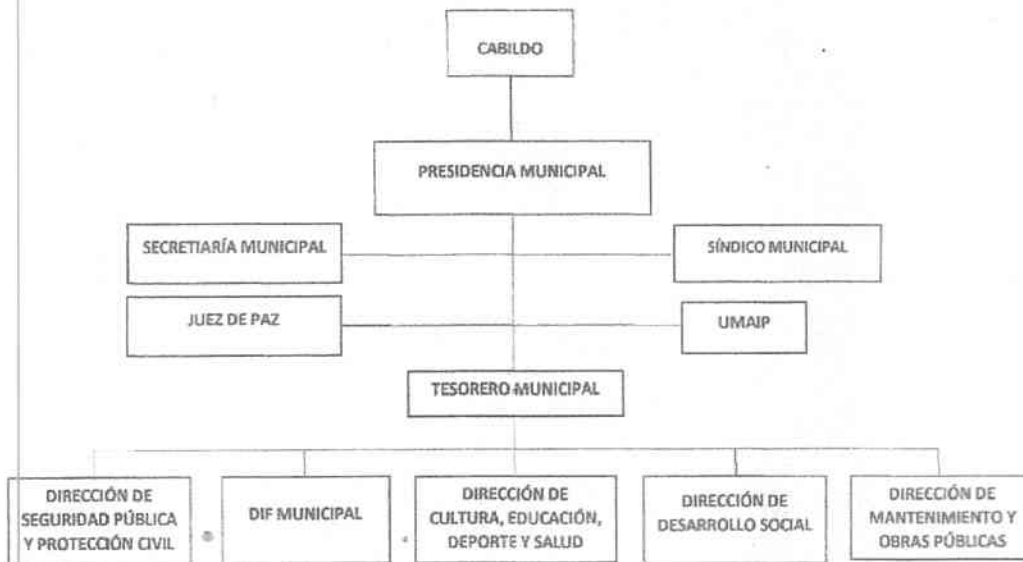 CABILDO
PRESIDENCIA MUNICIPAL
SECRETIARÍA MUNICIPAL
SÍNDICO MUNICIPAL
JUEZ DE PAZ
UMAIP
TESORERO MUNICIPAL
DIRECCIÓN DE
SEGURIDAD PÚBLICA
Y PROTECCIÓN CIVIL
DIF MUNICIPAL
DIRECCIÓN DE
CULTURA, EDUCACIÓN,
DEPORTE Y SALUD
DIRECCIÓN DE
DESARROLLO SOCIAL
DIRECCIÓN DE
MANTENIMIENTO Y
OBRAS PÚBLICAS